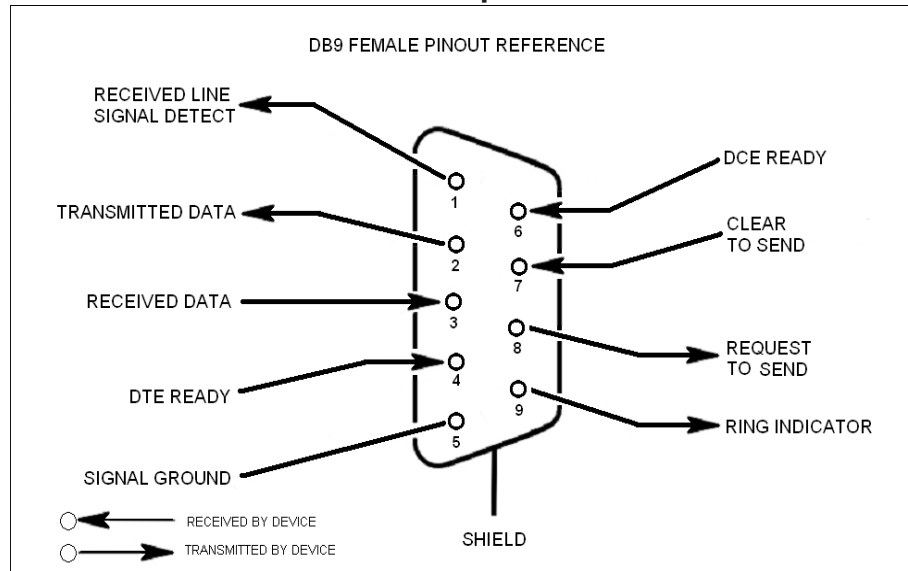 DB9 FEMALE PINOUT REFERENCE
RECEIVED LINE
SIGNAL DETECT
TRANSMITTED DATA
RECEIVED DATA
DTE READY
SIGNAL GROUND
1
2
3
4
5
6
7
8
9
DCE READY
CLEAR
TO SEND
REQUEST
TO SEND
RING INDICATOR
SHIELD
RECEIVED BY DEVICE
TRANSMITTED BY DEVICE